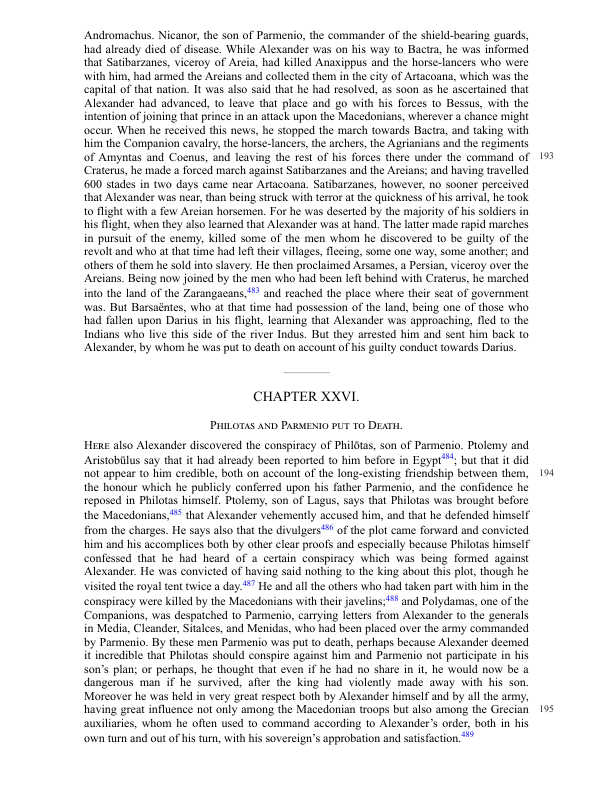 Andromachus. Nicanor, the son of Parmenio, the commander of the shield-bearing guards,
had already died of disease. While Alexander was on his way to Bactra, he was informed
that Satibarzanes, viceroy of Areia, had killed Anaxippus and the horse-lancers who were
with him, had armed the Areians and collected them in the city of Artacoana, which was the
capital of that nation. It was also said that he had resolved, as soon as he ascertained that
Alexander had advanced, to leave that place and go with his forces to Bessus, with the
intention of joining that prince in an attack upon the Macedonians, wherever a chance might
occur. When he received this news, he stopped the march towards Bactra, and taking with
him the Companion cavalry, the horse-lancers, the archers, the Agrianians and the regiments
of Amyntas and Coenus, and leaving the rest of his forces there under the command of 193
Craterus, he made a forced march against Satibarzanes and the Areians; and having travelled
600 stades in two days came near Artacoana. Satibarzanes, however, no sooner perceived
that Alexander was near, than being struck with terror at the quickness of his arrival, he took
to flight with a few Areian horsemen. For he was deserted by the majority of his soldiers in
his flight, when they also learned that Alexander was at hand. The latter made rapid marches
in pursuit of the enemy, killed some of the men whom he discovered to be guilty of the
revolt and who at that time had left their villages, fleeing, some one way, some another; and
others of them he sold into slavery. He then proclaimed Arsames, a Persian, viceroy over the
Areians. Being now joined by the men who had been left behind with Craterus, he marched
into the land of the Zarangaeans,483 and reached the place where their seat of government
was. But Barsaëntes, who at that time had possession of the land, being one of those who
had fallen upon Darius in his flight, learning that Alexander was approaching, fled to the
Indians who live this side of the river Indus. But they arrested him and sent him back to
Alexander, by whom he was put to death on account of his guilty conduct towards Darius.
CHAPTER XXVI.
Philotas and Parmenio put to Death.
Here also Alexander discovered the conspiracy of Philōtas, son of Parmenio. Ptolemy and
Aristobūlus say that it had already been reported to him before in Egypt484; but that it did
not appear to him credible, both on account of the long-existing friendship between them, 194
the honour which he publicly conferred upon his father Parmenio, and the confidence he
reposed in Philotas himself. Ptolemy, son of Lagus, says that Philotas was brought before
the Macedonians,485 that Alexander vehemently accused him, and that he defended himself
from the charges. He says also that the divulgers486 of the plot came forward and convicted
him and his accomplices both by other clear proofs and especially because Philotas himself
confessed that he had heard of a certain conspiracy which was being formed against
Alexander. He was convicted of having said nothing to the king about this plot, though he
visited the royal tent twice a day.487 He and all the others who had taken part with him in the
conspiracy were killed by the Macedonians with their javelins;488 and Polydamas, one of the
Companions, was despatched to Parmenio, carrying letters from Alexander to the generals
in Media, Cleander, Sitalces, and Menidas, who had been placed over the army commanded
by Parmenio. By these men Parmenio was put to death, perhaps because Alexander deemed
it incredible that Philotas should conspire against him and Parmenio not participate in his
son's plan; or perhaps, he thought that even if he had no share in it, he would now be a
dangerous man if he survived, after the king had violently made away with his son.
Moreover he was held in very great respect both by Alexander himself and by all the army,
having great influence not only among the Macedonian troops but also among the Grecian 195
auxiliaries, whom he often used to command according to Alexander's order, both in his
own turn and out of his turn, with his sovereign's approbation and satisfaction.489